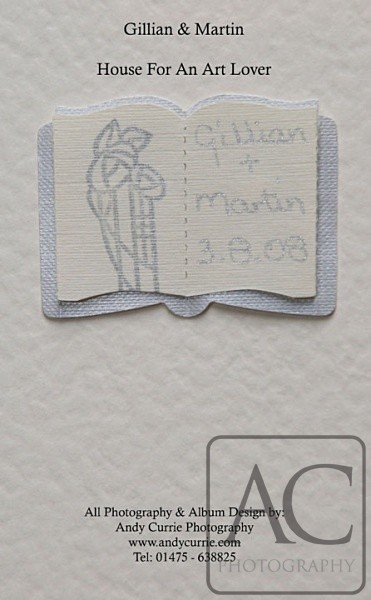 Gillian & Martin
House For An Art Lover
Gillian
+
Martin
3.8.08
All Photography & Album Design by:
Andy Currie Photography
www.andycurrie.com
Tel: 01475 - 638825
AC
PHOTOGRAPHY